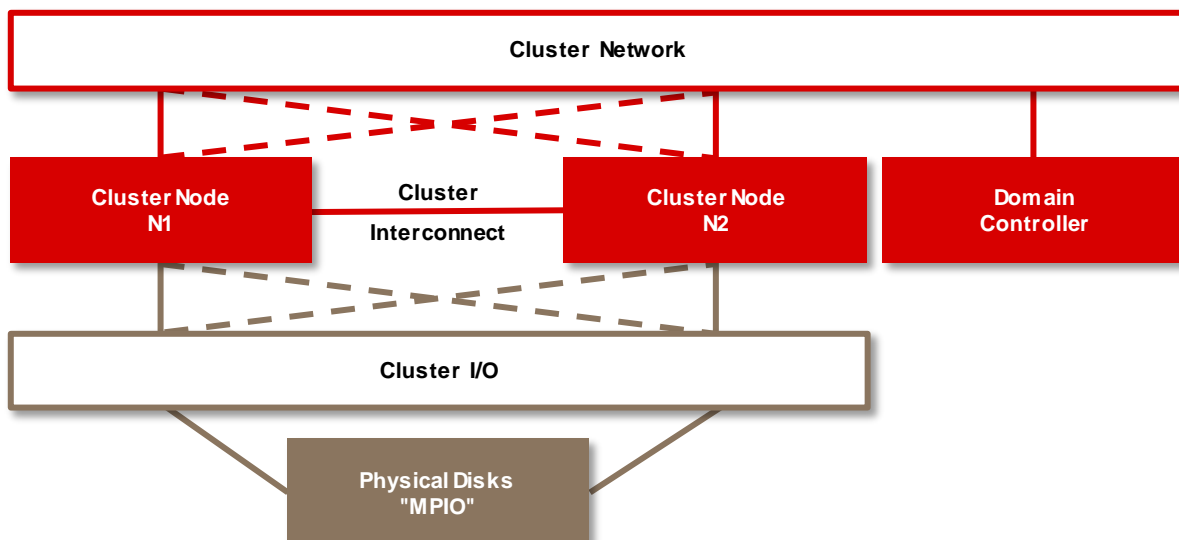 Cluster Network
Cluster Node
N1
Cluster
Interconnect
Cluster Node
N2
Domain
Controller
Cluster I/O
Physical Disks
"MPIO"